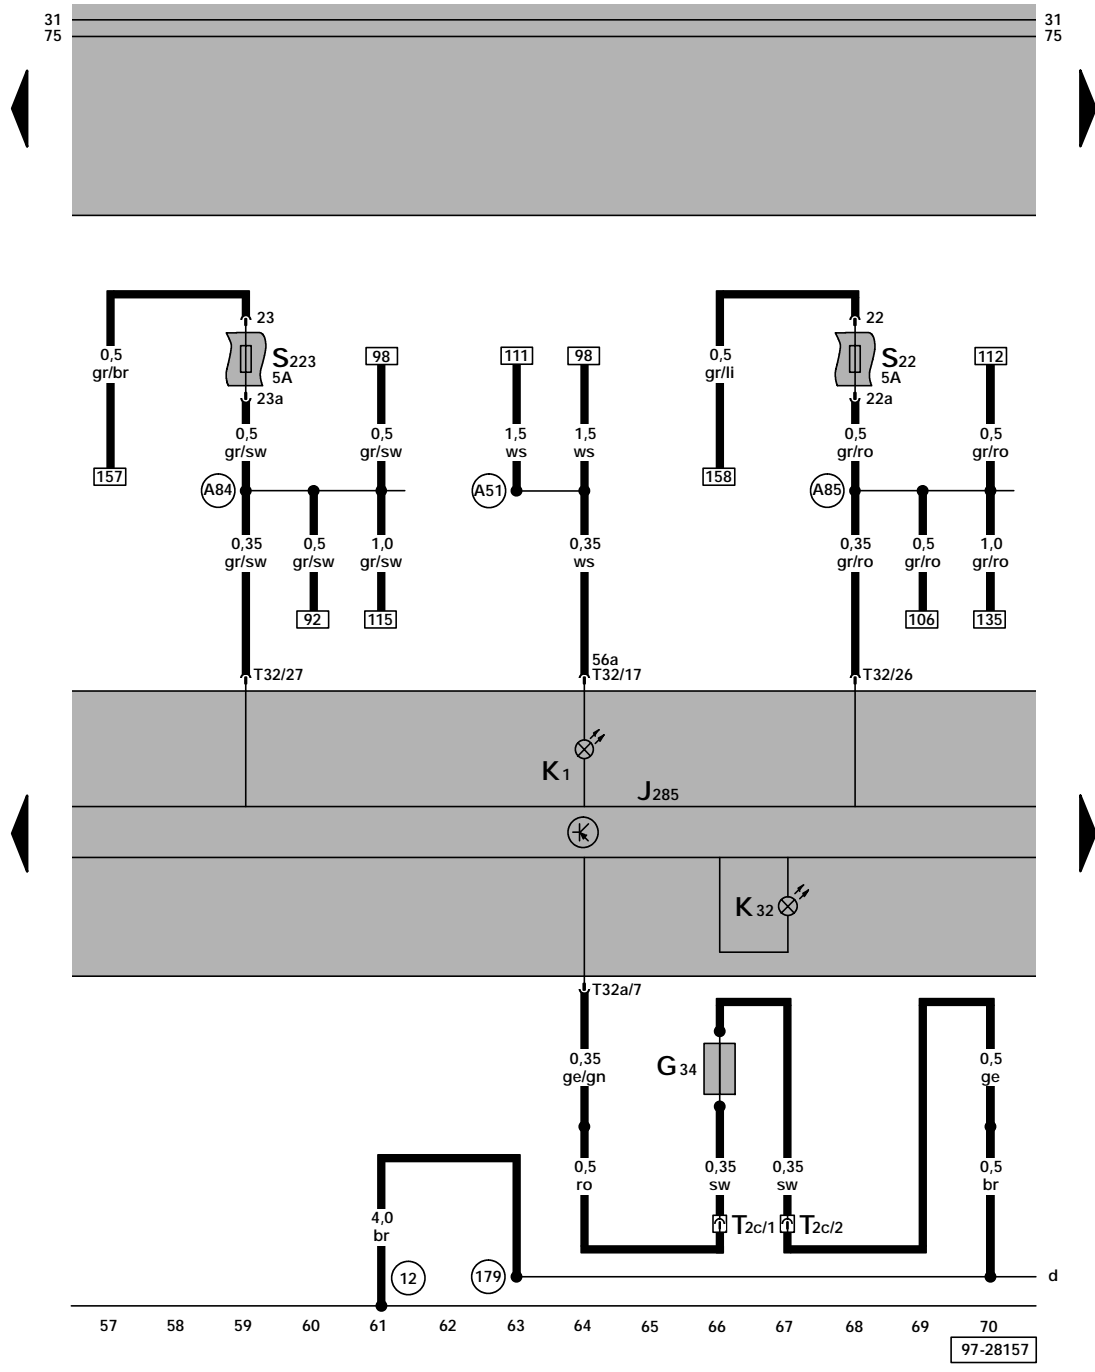 31 31
75 75
23 22
0,5 S223 98 111 98 0,5 S22 112
gr/br 5A gr/li 5A
23a 22a
0,5 0,5 1,5 1,5 0,5 0,5
gr/sw gr/sw ws ws gr/ro gr/ro
157 158
A84 A51 A85
0,35 0,5 1,0 0,35 0,35 0,5 1,0
gr/sw gr/sw gr/sw ws gr/ro gr/ro gr/ro
92 115 106 135
56a
T32/27 T32/17 T32/26
K1
J285
K32
T32a/7
0,35 G34 0,5
ge/gn ge
0,5 0,35 0,35 0,5
ro sw sw br
4,0 T2c/1 T2c/2
br
12 179 d
57 58 59 60 61 62 63 64 65 66 67 68 69 70
97-28157